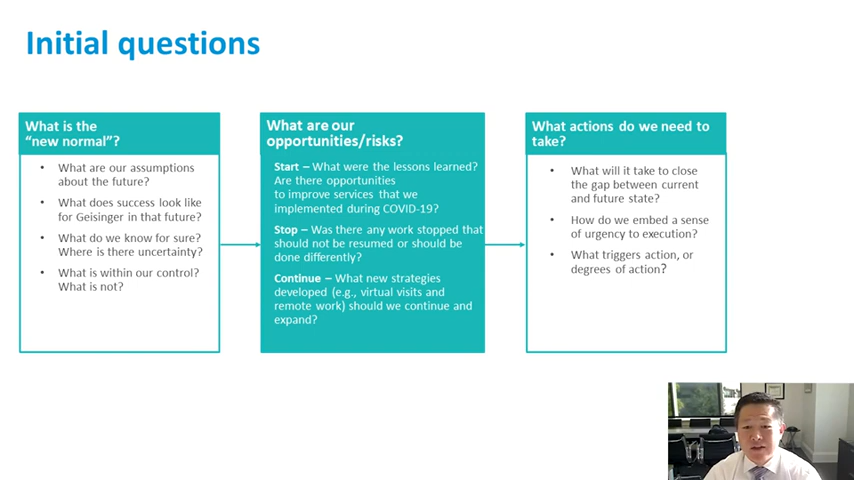 Initial questions
What is the
"new normal"?
• What are our assumptions
about the future?
• What does success look like
for Geisinger in that future?
• What do we know for sure?
Where is there uncertainty?
• What is within our control?
What is not?
What are our
opportunities/risks?
Start – What were the lessons learned?
Are there opportunities
to improve services that we
implemented during COVID-19?
Stop – Was there any work stopped that
should not be resumed or should be
done differently?
Continue – What new strategies
developed (e.g., virtual visits and
remote work) should we continue and
expand?
What actions do we need to
take?
• What will it take to close
the gap between current
and future state?
• How do we embed a sense
of urgency to execution?
• What triggers action, or
degrees of action?